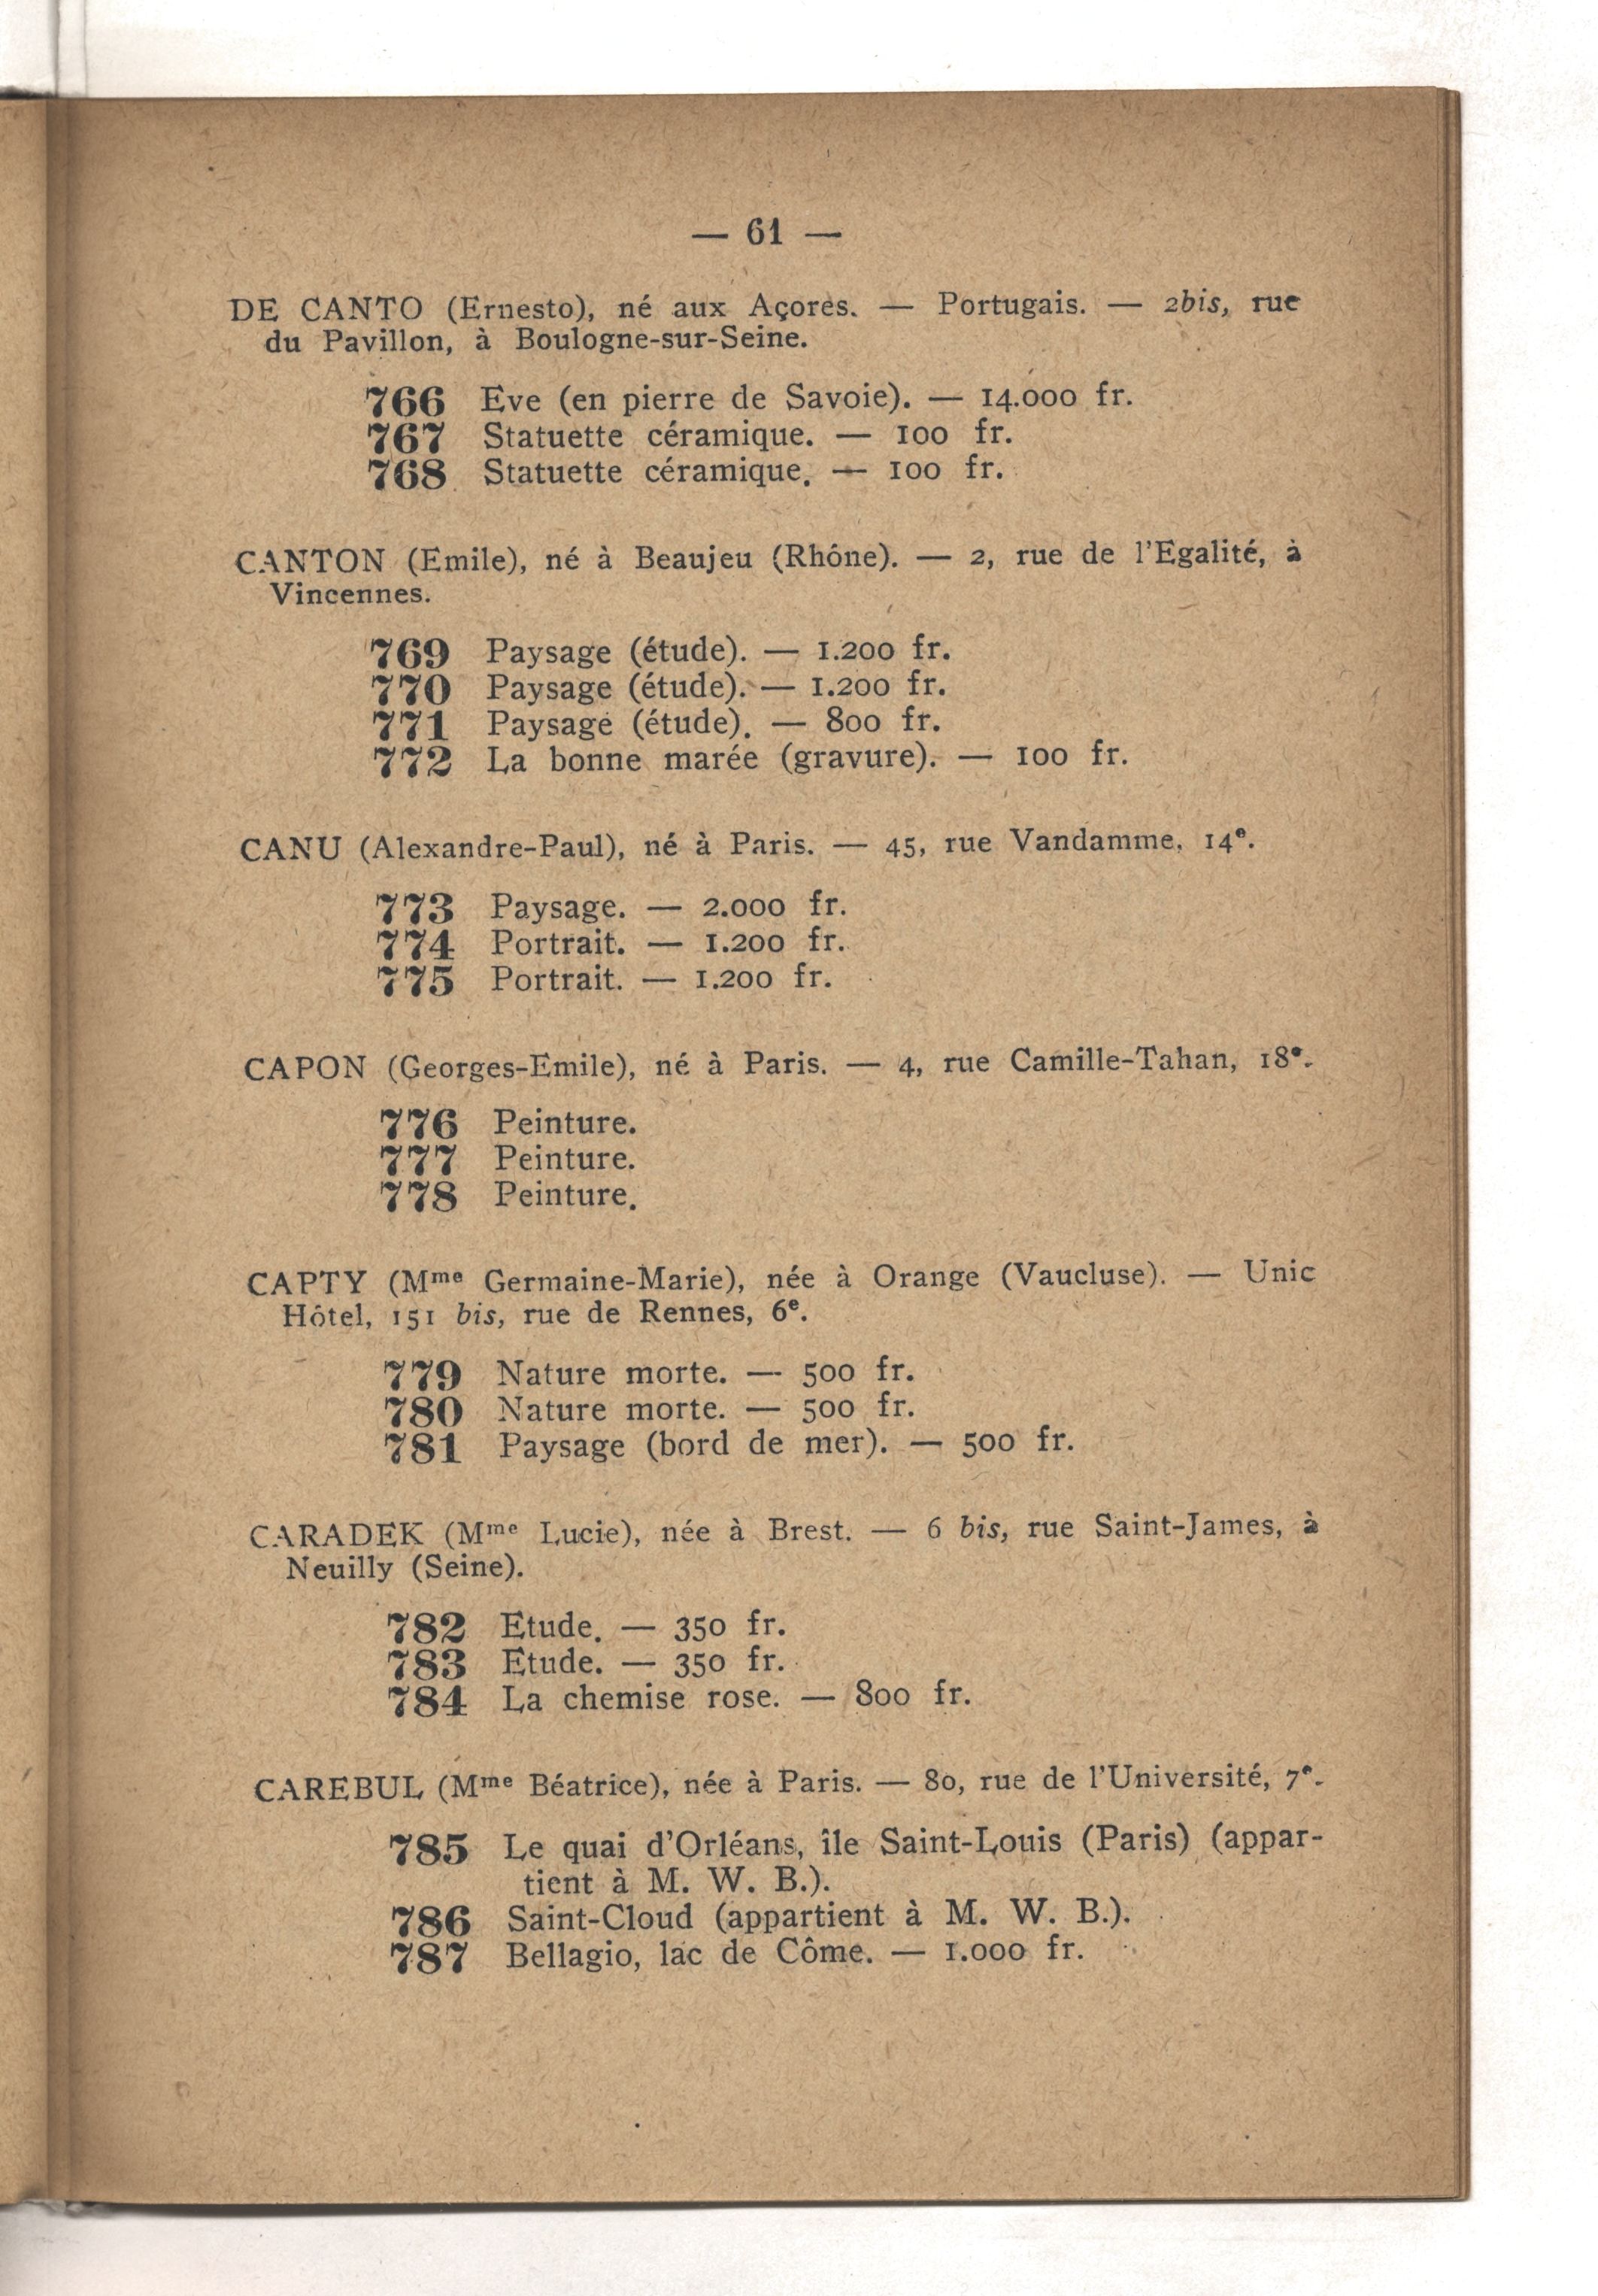 — 61 —
DE CANTO (Ernesto), né aux Açores. — Portugais. — 2bis, rue
du Pavillon, à Boulogne-sur-Seine.
766 Eve (en pierre de Savoie). — 14.000 fr.
767 Statuette céramique. — 100 fr.
768 Statuette céramique. — 100 fr.
CANTON (Emile), né à Beaujeu (Rhône). — 2, rue de l'Egalité, à
Vincennes.
769 Paysage (étude). — 1.200 fr.
770 Paysage (étude). — 1.200 fr.
771 Paysage (étude). — 800 fr.
772 La bonne marée (gravure). — 100 fr.
CANU (Alexandre-Paul), né à Paris. — 45, rue Vandamme, 14e.
773 Paysage. — 2.000 fr.
774 Portrait. — 1.200 fr.
775 Portrait. — 1.200 fr.
CAPON (Georges-Emile), né à Paris. — 4, rue Camille-Tahan, 18e.
776 Peinture.
777 Peinture.
778 Peinture.
CAPTY (Mme Germaine-Marie), née à Orange (Vaucluse). — Unic
Hôtel, 151 bis, rue de Rennes, 6e.
779 Nature morte. — 500 fr.
780 Nature morte. — 500 fr.
781 Paysage (bord de mer). — 500 fr.
CARADEK (Mme Lucie), née à Brest. — 6 bis, rue Saint-James, à
Neuilly (Seine).
782 Etude. — 350 fr.
783 Etude. — 350 fr.
784 La chemise rose. — 800 fr.
CAREBUL (Mme Béatrice), née à Paris. — 80, rue de l'Université, 7e.
785 Le quai d'Orléans, île Saint-Louis (Paris) (appar-
tient à M. W. B.).
786 Saint-Cloud (appartient à M. W. B.).
787 Bellagio, lac de Côme. — 1.000 fr.